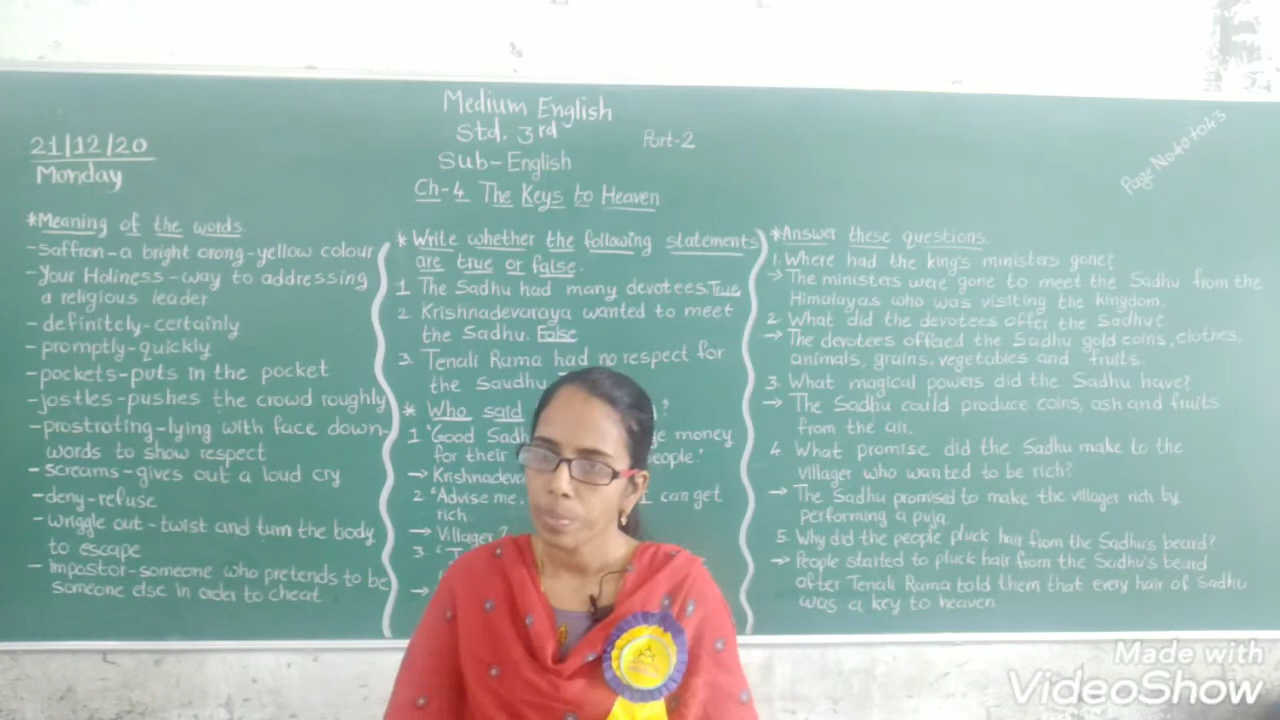 Medium English
Std. 3rd
Part-2
Sub-English
Ch-4 The Keys to Heaven
Page No 40 to 43
21/12/20
Monday
*Meaning of the words
-Saffron-a bright orang-yellow colour
-Your Holiness-way to addressing
a religious leader
-definitely-certainly
-promptly-quickly
-pockets-puts in the pocket
-jostles-pushes the crowd roughly
-prostrating-lying with face down-
words to show respect
-screams-gives out a loud cry
-deny-refuse
-wriggle out-twist and turn the body
to escape
-impostor-someone who pretends to be
someone else in order to cheat
* Write whether the following statements
are true or false.
1 The Sadhu had many devotees. True
2 Krishnadevaraya wanted to meet
the Sadhu. False
3. Tenali Rama had no respect for
the Saudhu
* Who said ?
1 'Good Sadh money
for their people.'
→ Krishnadeva
2 'Advise me, I can get
rich.
→ Villager
3 '
→
*Answer these questions.
1. Where had the king's ministers gone?
→ The ministers were gone to meet the Sadhu from the
Himalayas who was visiting the kingdom.
2. What did the devotees offer the Sadhu?
→ The devotees offered the Sadhu gold coins, clothes,
animals, grains, vegetables and fruits.
3. What magical powers did the Sadhu have?
→ The Sadhu could produce coins, ash and fruits
from the air.
4 What promise did the Sadhu make to the
villager who wanted to be rich?
→ The Sadhu promised to make the villager rich by
performing a puja.
5. Why did the people pluck hair from the Sadhu's beard?
→ People started to pluck hair from the Sadhu's beard
after Tenali Rama told them that every hair of Sadhu
was a key to heaven
Made with
VideoShow